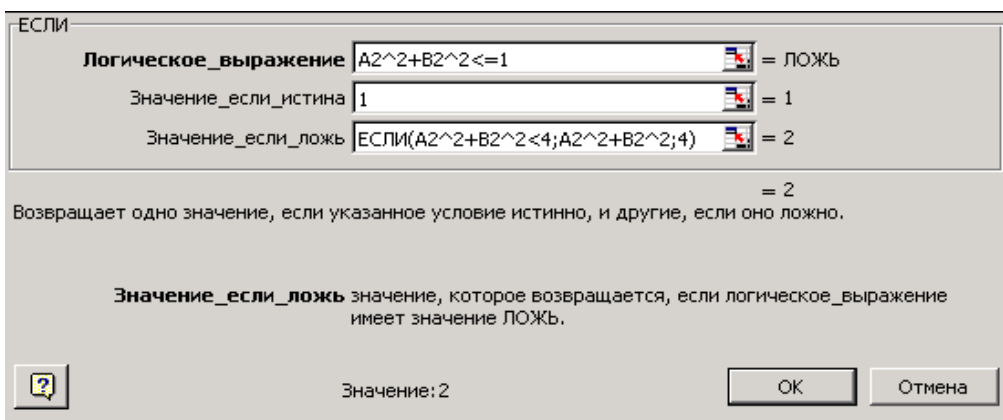 ЕСЛИ
Логическое_выражение A2^2+B2^2<=1 = ЛОЖЬ
Значение_если_истина 1 = 1
Значение_если_ложь ЕСЛИ(A2^2+B2^2<4;A2^2+B2^2;4) = 2
= 2
Возвращает одно значение, если указанное условие истинно, и другие, если оно ложно.
Значение_если_ложь значение, которое возвращается, если логическое_выражение
имеет значение ЛОЖЬ.
? Значение:2 ОК Отмена